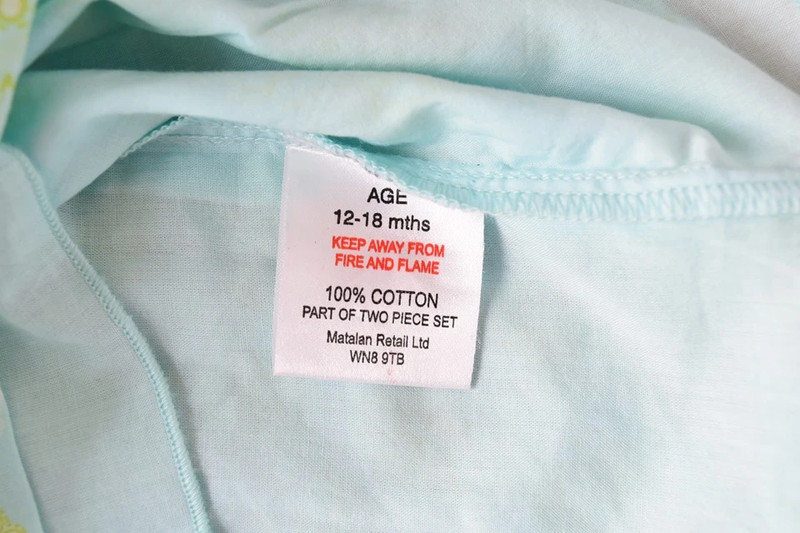 AGE
12-18 mths
KEEP AWAY FROM
FIRE AND FLAME
100% COTTON
PART OF TWO PIECE SET
Matalan Retail Ltd
WN8 9TB